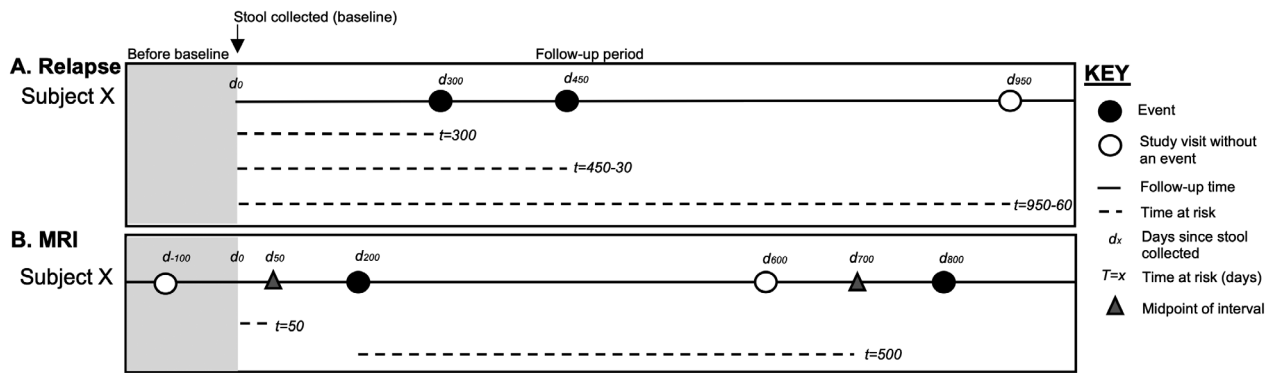 Stool collected (baseline)
Before baseline
Follow-up period
A. Relapse
Subject X
d0
d300
d450
d950
t=300
t=450-30
t=950-60
B. MRI
Subject X
d-100
d0
d50
d200
d600
d700
d800
t=50
t=500
KEY
Event
Study visit without
an event
Follow-up time
Time at risk
dx
Days since stool
collected
T=x
Time at risk (days)
Midpoint of interval